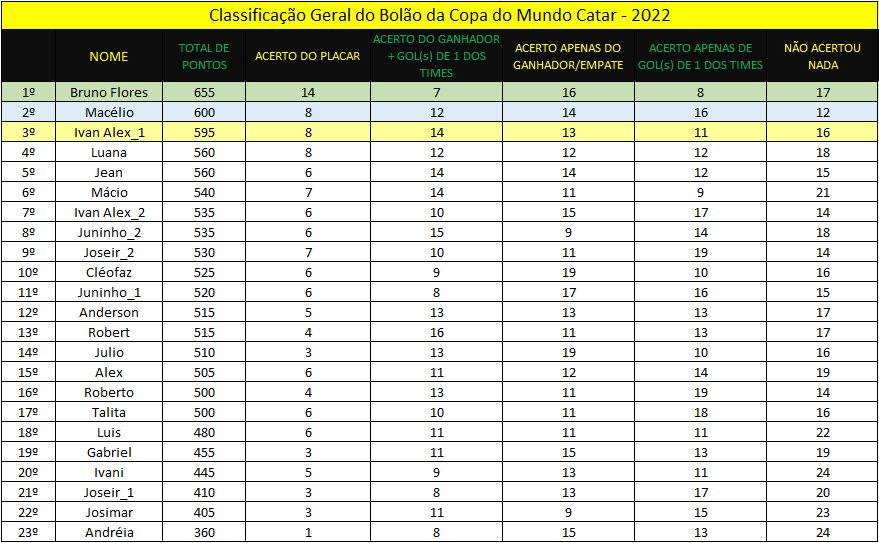 Classificação Geral do Bolão da Copa do Mundo Catar - 2022
NOME TOTAL DE PONTOS ACERTO DO PLACAR ACERTO DO GANHADOR + GOL(s) DE 1 DOS TIMES ACERTO APENAS DO GANHADOR/EMPATE ACERTO APENAS DE GOL(s) DE 1 DOS TIMES NÃO ACERTOU NADA
1º Bruno Flores 655 14 7 16 8 17
2º Macélio 600 8 12 14 16 12
3º Ivan Alex_1 595 8 14 13 11 16
4º Luana 560 8 12 12 12 18
5º Jean 560 6 14 14 12 15
6º Mácio 540 7 14 11 9 21
7º Ivan Alex_2 535 6 10 15 17 14
8º Juninho_2 535 6 15 9 14 18
9º Joseir_2 530 7 10 11 19 14
10º Cléofaz 525 6 9 19 10 16
11º Juninho_1 520 6 8 17 16 15
12º Anderson 515 5 13 13 13 17
13º Robert 515 4 16 11 13 17
14º Julio 510 3 13 19 10 16
15º Alex 505 6 11 12 14 19
16º Roberto 500 4 13 11 19 14
17º Talita 500 6 10 11 18 16
18º Luis 480 6 11 11 11 22
19º Gabriel 455 3 11 15 13 19
20º Ivani 445 5 9 13 11 24
21º Joseir_1 410 3 8 13 17 20
22º Josimar 405 3 11 9 15 23
23º Andréia 360 1 8 15 13 24